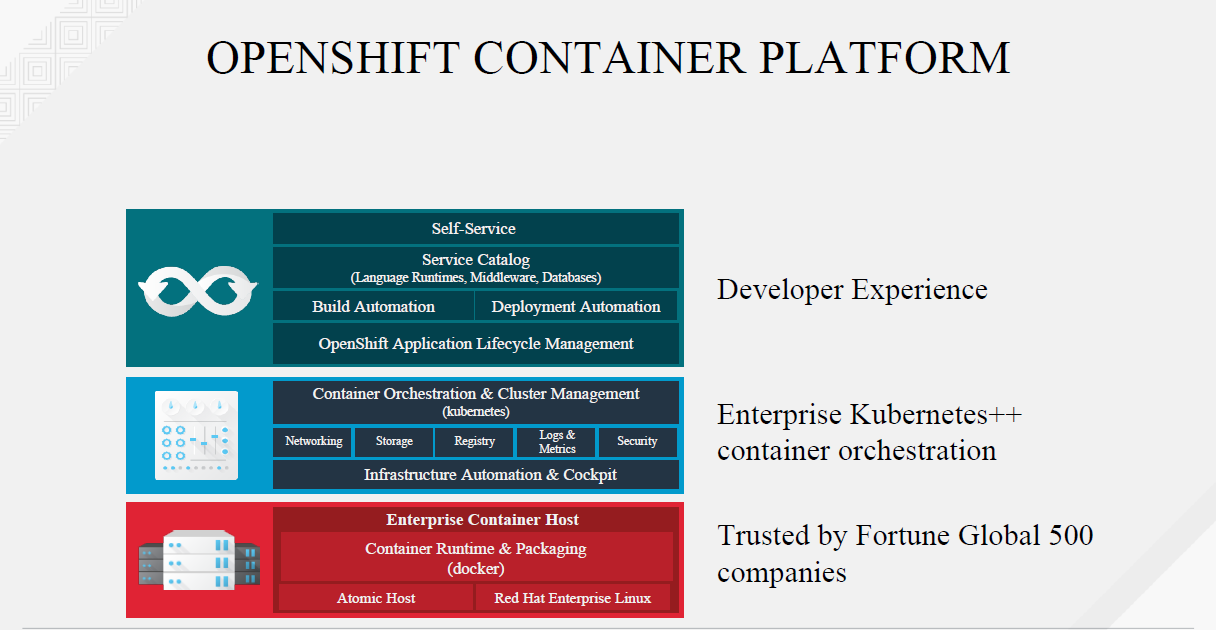 OPENSHIFT CONTAINER PLATFORM
Self-Service
Service Catalog
(Language Runtimes, Middleware, Databases)
Build Automation
Deployment Automation
OpenShift Application Lifecycle Management
Developer Experience
Container Orchestration & Cluster Management
(kubernetes)
Networking
Storage
Registry
Logs &
Metrics
Security
Infrastructure Automation & Cockpit
Enterprise Kubernetes++
container orchestration
Enterprise Container Host
Container Runtime & Packaging
(docker)
Atomic Host
Red Hat Enterprise Linux
Trusted by Fortune Global 500
companies